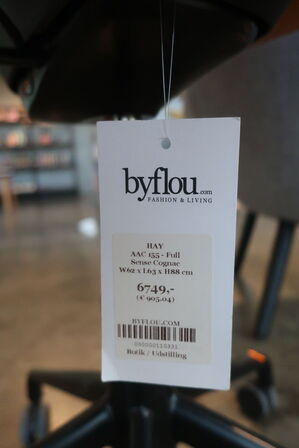 byflou.com
FASHION & LIVING
HAY
AAC 155 - Full
Sense Cognac
W62 x L63 x H88 cm
6749,-
(€ 905.04)
BYFLOU.COM
Butik / Udstilling